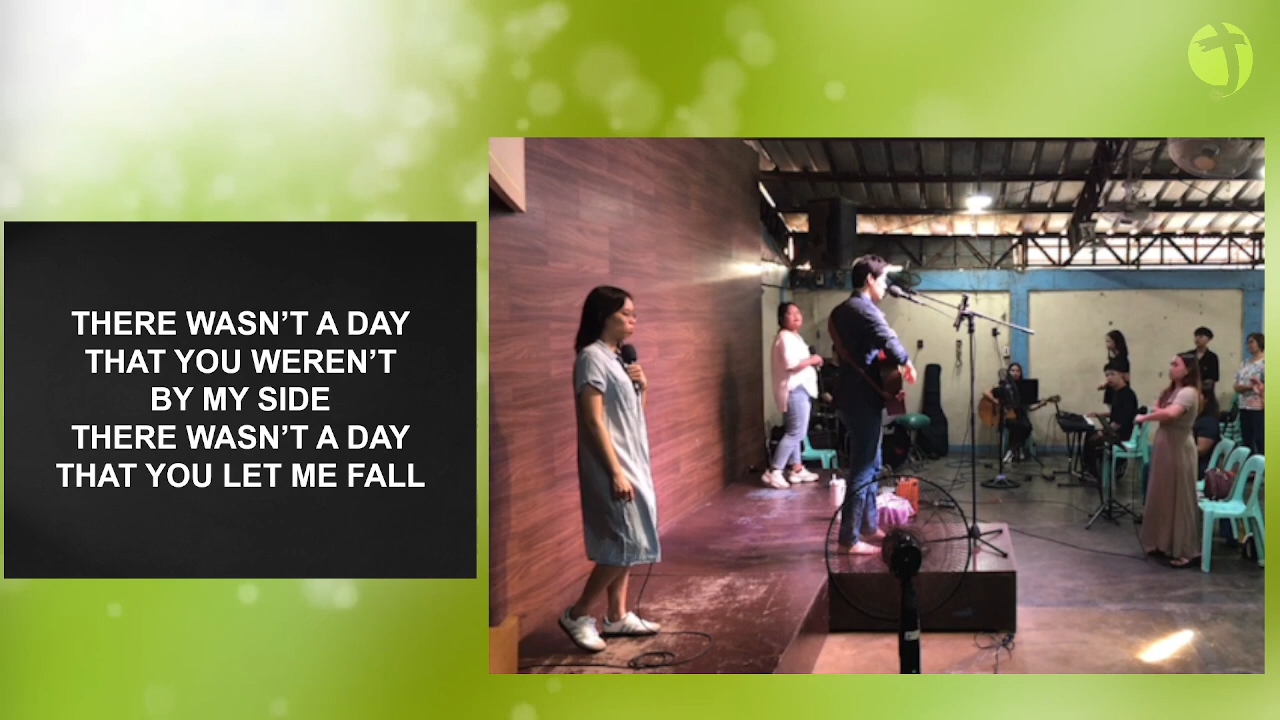 THERE WASN’T A DAY
THAT YOU WEREN’T
BY MY SIDE
THERE WASN’T A DAY
THAT YOU LET ME FALL